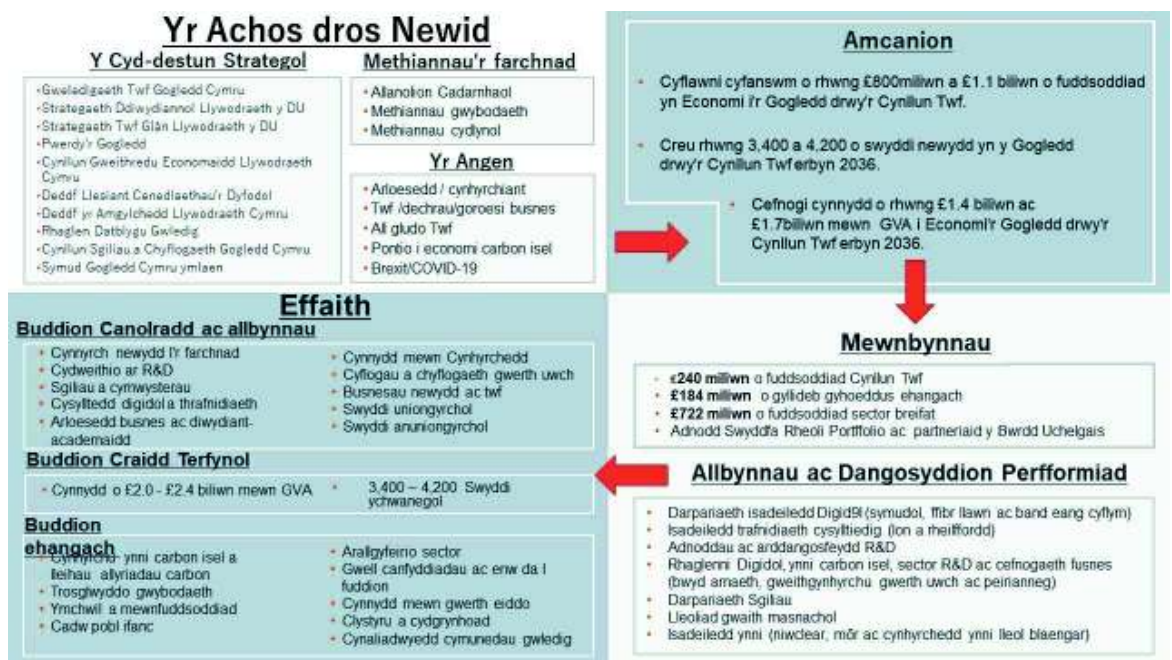 Yr Achos dros Newid
Y Cyd-destun Strategol
•Gweledigaeth Twf Gogledd Cymru
•Strategaeth Ddiwydiannol Llywodraeth y DU
•Strategaeth Twf Glân Llywodraeth y DU
•Pwerdy'r Gogledd
•Cynllun Gweithredu Economaidd Llywodraeth
Cymru
•Deddf Llesiant Cenedlaethau'r Dyfodol
•Deddf yr Amgylchedd Llywodraeth Cymru
•Rhaglen Datblygu Gwledig
•Cynllun Sgiliau a Chyflogaeth Gogledd Cymru
•Symud Gogledd Cymru ymlaen
Methiannau'r farchnad
• Allanolion Cadarnhaol
• Methiannau gwybodaeth
• Methiannau cydlynol
Yr Angen
• Arloesedd / cynhyrchiant
• Twf /dechrau/goroesi busnes
• All gludo Twf
• Pontio i economi carbon isel
• Brexit/COVID-19
Amcanion
• Cyflawni cyfanswm o rhwng £800miliwn a £1.1 biliwn o fuddsoddiad
yn Economi i'r Gogledd drwy'r Cynllun Twf.
• Creu rhwng 3,400 a 4,200 o swyddi newydd yn y Gogledd
drwy'r Cynllun Twf erbyn 2036.
• Cefnogi cynnydd o rhwng £1.4 biliwn ac
£1.7biliwn mewn GVA i Economi'r Gogledd drwy'r
Cynllun Twf erbyn 2036.
Mewnbynnau
• £240 miliwn o fuddsoddiad Cynllun Twf
• £184 miliwn o gyllideb gyhoeddus ehangach
• £722 miliwn o fuddsoddiad sector breifat
• Adnodd Swyddfa Rheoli Portffolio ac partneriaid y Bwrdd Uchelgais
Allbynnau ac Dangosyddion Perfformiad
• Darpariaeth isadeiledd Digid9l (symudol, ffibr llawn ac band eang cyflym)
• Isadeiledd trafnidiaeth cysylltiedig (lon a rheilffordd)
• Adnoddau ac arddangosfeydd R&D
• Rhaglenni Digidol, ynni carbon isel, sector R&D ac cefnogaeth fusnes
(bwyd amaeth, gweithgynhyrchu gwerth uwch ac peirianneg)
• Darpariaeth Sgiliau
• Lleoliad gwaith masnachol
• Isadeiledd ynni (niwclear, môr ac cynhyrchedd ynni lleol blaengar)
Effaith
Buddion Canolradd ac allbynnau
• Cynnyrch newydd I'r farchnad
• Cydweithio ar R&D
• Sgiliau a cymwysterau
• Cysylltedd digidol a thrafnidiaeth
• Arloesedd busnes ac diwydiant-
academaidd
• Cynnydd mewn Cynhyrchedd
• Cyflogau a chyflogaeth gwerth uwch
• Busnesau newydd ac twf
• Swyddi uniongyrchol
• Swyddi anuniongyrchol
Buddion Craidd Terfynol
• Cynnydd o £2.0 - £2.4 biliwn mewn GVA
• 3,400 – 4,200 Swyddi
ychwanegol
Buddion
ehangach
• Cynhyrchu ynni carbon isel a
lleihau allyriadau carbon
• Trosglwyddo gwybodaeth
• Ymchwil a mewnfuddsoddiad
• Cadw pobl ifanc
• Arallgyfeirio sector
• Gwell canfyddiadau ac enw da I
fuddion
• Cynnydd mewn gwerth eiddo
• Clystyru a cydgrynhoad
• Cynaliadwyedd cymunedau gwledig